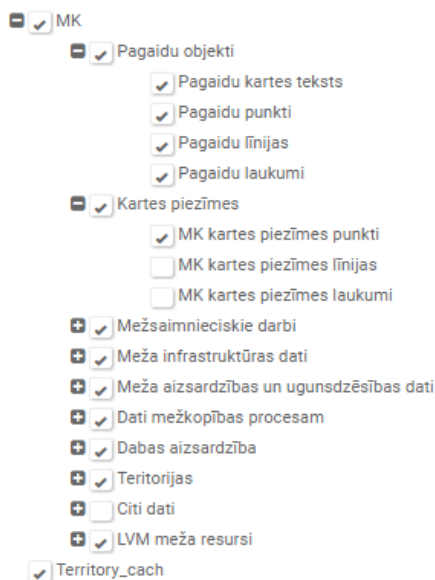 MK
Pagaidu objekti
Pagaidu kartes teksts
Pagaidu punkti
Pagaidu līnijas
Pagaidu laukumi
Kartes piezīmes
MK kartes piezīmes punkti
MK kartes piezīmes līnijas
MK kartes piezīmes laukumi
Mežsaimnieciskie darbi
Meža infrastruktūras dati
Meža aizsardzības un ugunsdzēsības dati
Dati mežkopības procesam
Dabas aizsardzība
Teritorijas
Citi dati
LVM meža resursi
Territory_cach